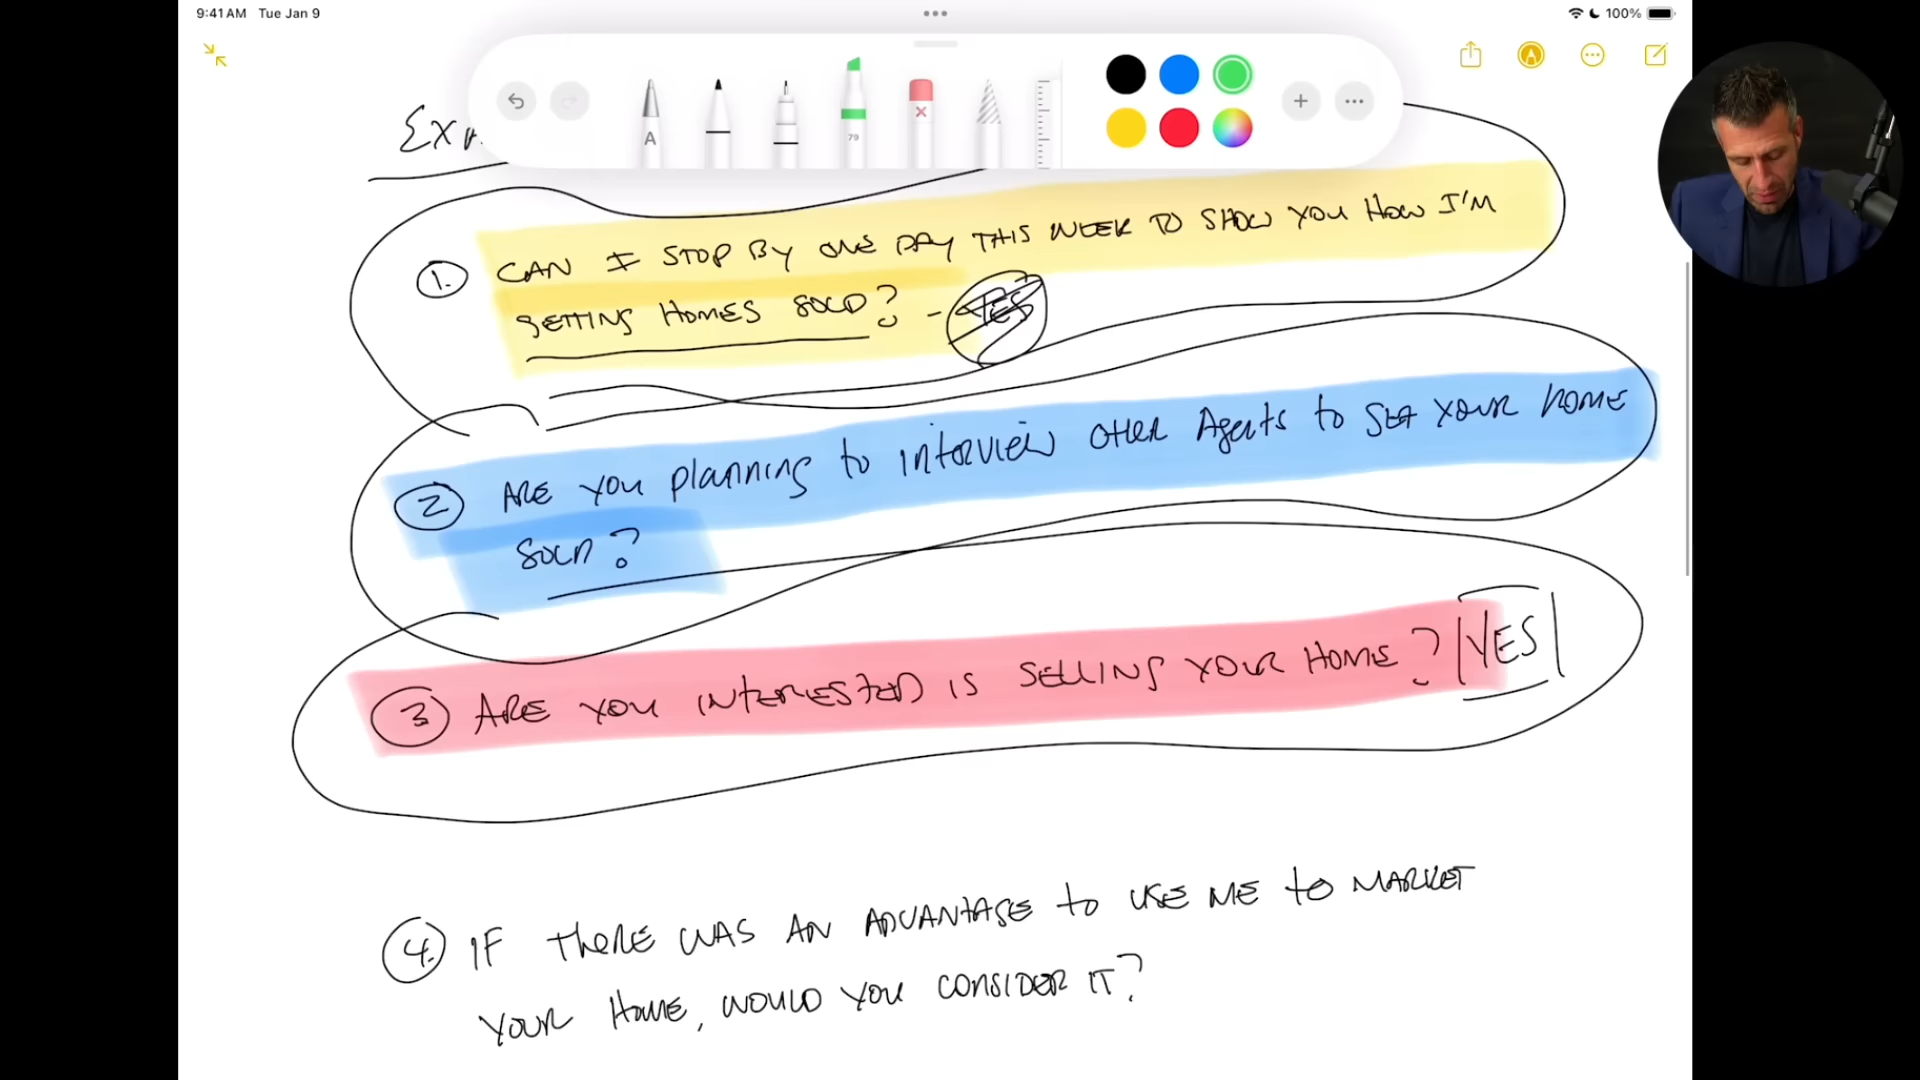 9:41 AM Tue Jan 9
100%
A
79
1. CAN I STOP BY ONE DAY THIS WEEK TO SHOW YOU HOW I'M
GETTING HOMES SOLD? - YES
2 ARE YOU planning to interview other Agents to get your home
SOLD?
3 ARE YOU INTERESTED IS SELLING YOUR HOME? YES
4. IF THERE WAS AN ADVANTAGE to USE ME to MARKET
YOUR HOME, WOULD YOU CONSIDER IT?